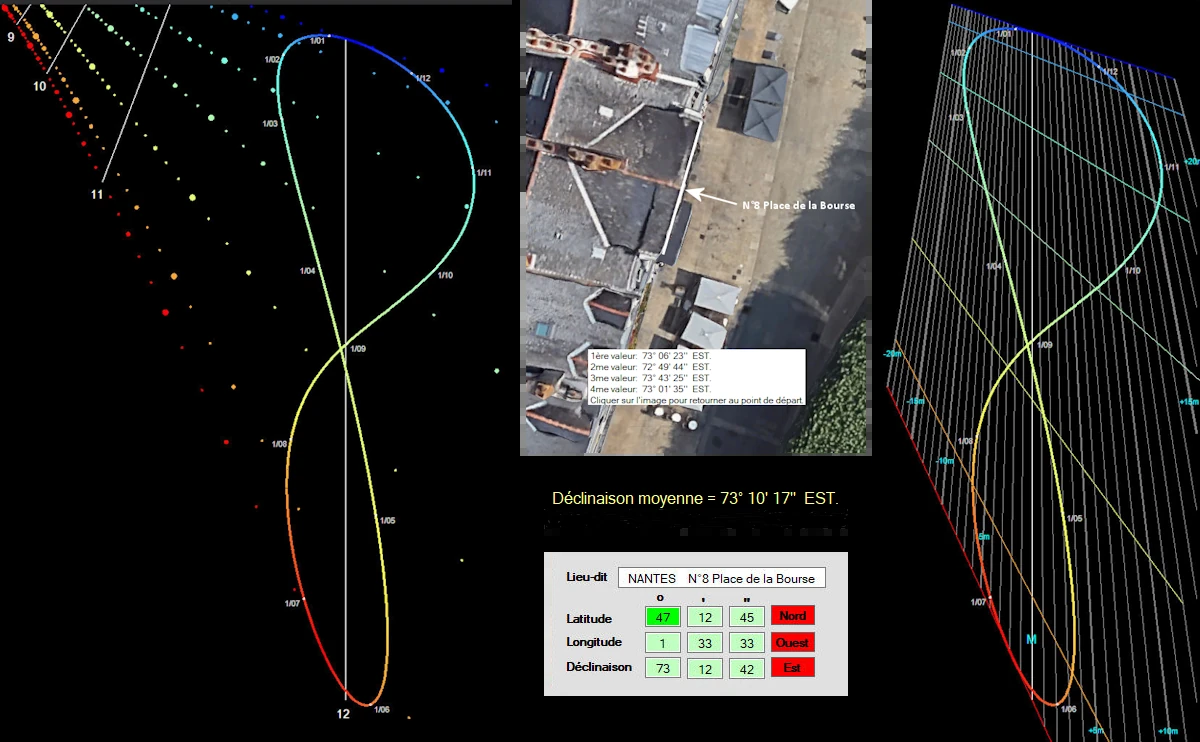 9
10
11
1/01
1/02
1/12
1/03
1/11
1/04
1/10
1/09
1/08
1/05
1/07
1/06
12
N°8 Place de la Bourse
1ère valeur: 73° 06' 23'' EST.
2me valeur: 72° 49' 44'' EST.
3me valeur: 73° 43' 25'' EST.
4me valeur: 73° 01' 35'' EST.
Cliquer sur l'image pour retourner au point de départ.
Déclinaison moyenne = 73° 10' 17'' EST.
Lieu-dit NANTES N°8 Place de la Bourse
o ' "
Latitude 47 12 45 Nord
Longitude 1 33 33 Ouest
Déclinaison 73 12 42 Est
1/01
1/02
1/12
1/03
1/11
+20m
1/04
1/10
1/09
-20m
-15m
+15m
1/08
-10m
1/05
1/07
M
1/06
+5m
+10m